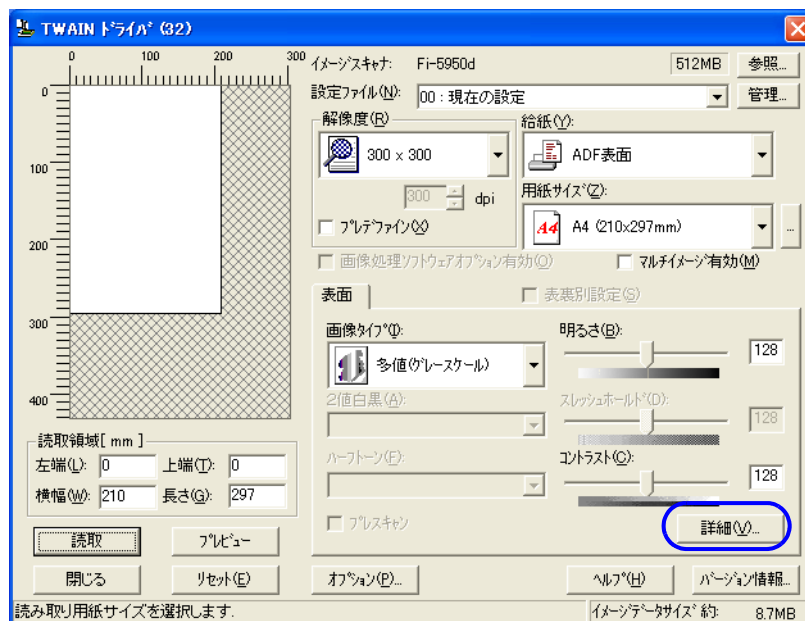 TWAIN ﾄﾞﾗｲﾊﾞ (32)
0 100 200 300
0
100
200
300
400
ｲﾒｰｼﾞｽｷｬﾅ: Fi-5950d 512MB 参照...
設定ﾌｧｲﾙ(N): 00 : 現在の設定 管理...
解像度(R)
300 x 300
300 dpi
ﾌﾟﾚﾃﾞﾌｧｲﾝ(X)
給紙(Y):
ADF表面
用紙ｻｲｽﾞ(Z):
A4 A4 (210x297mm) ...
画像処理ｿﾌﾄｳｪｱｵﾌﾟｼｮﾝ有効(O) ﾏﾙﾁｲﾒｰｼﾞ有効(M)
表面 表裏別設定(S)
画像ﾀｲﾌﾟ(I):
多値(ｸﾞﾚｰｽｹｰﾙ)
2値白黒(A):
ﾊｰﾌﾄｰﾝ(F):
ﾌﾟﾚｽｷｬﾝ
明るさ(B):
128
ｽﾚｯｼｭﾎｰﾙﾄﾞ(D):
128
ｺﾝﾄﾗｽﾄ(C):
128
詳細(V)...
読取領域[ mm ]
左端(L): 0 上端(T): 0
横幅(W): 210 長さ(G): 297
読取 ﾌﾟﾚﾋﾞｭｰ
閉じる ﾘｾｯﾄ(E) ｵﾌﾟｼｮﾝ(P)... ﾍﾙﾌﾟ(H) ﾊﾞｰｼﾞｮﾝ情報...
読み取り用紙サイズを選択します. ｲﾒｰｼﾞﾃﾞｰﾀｻｲｽﾞ 約: 8.7MB